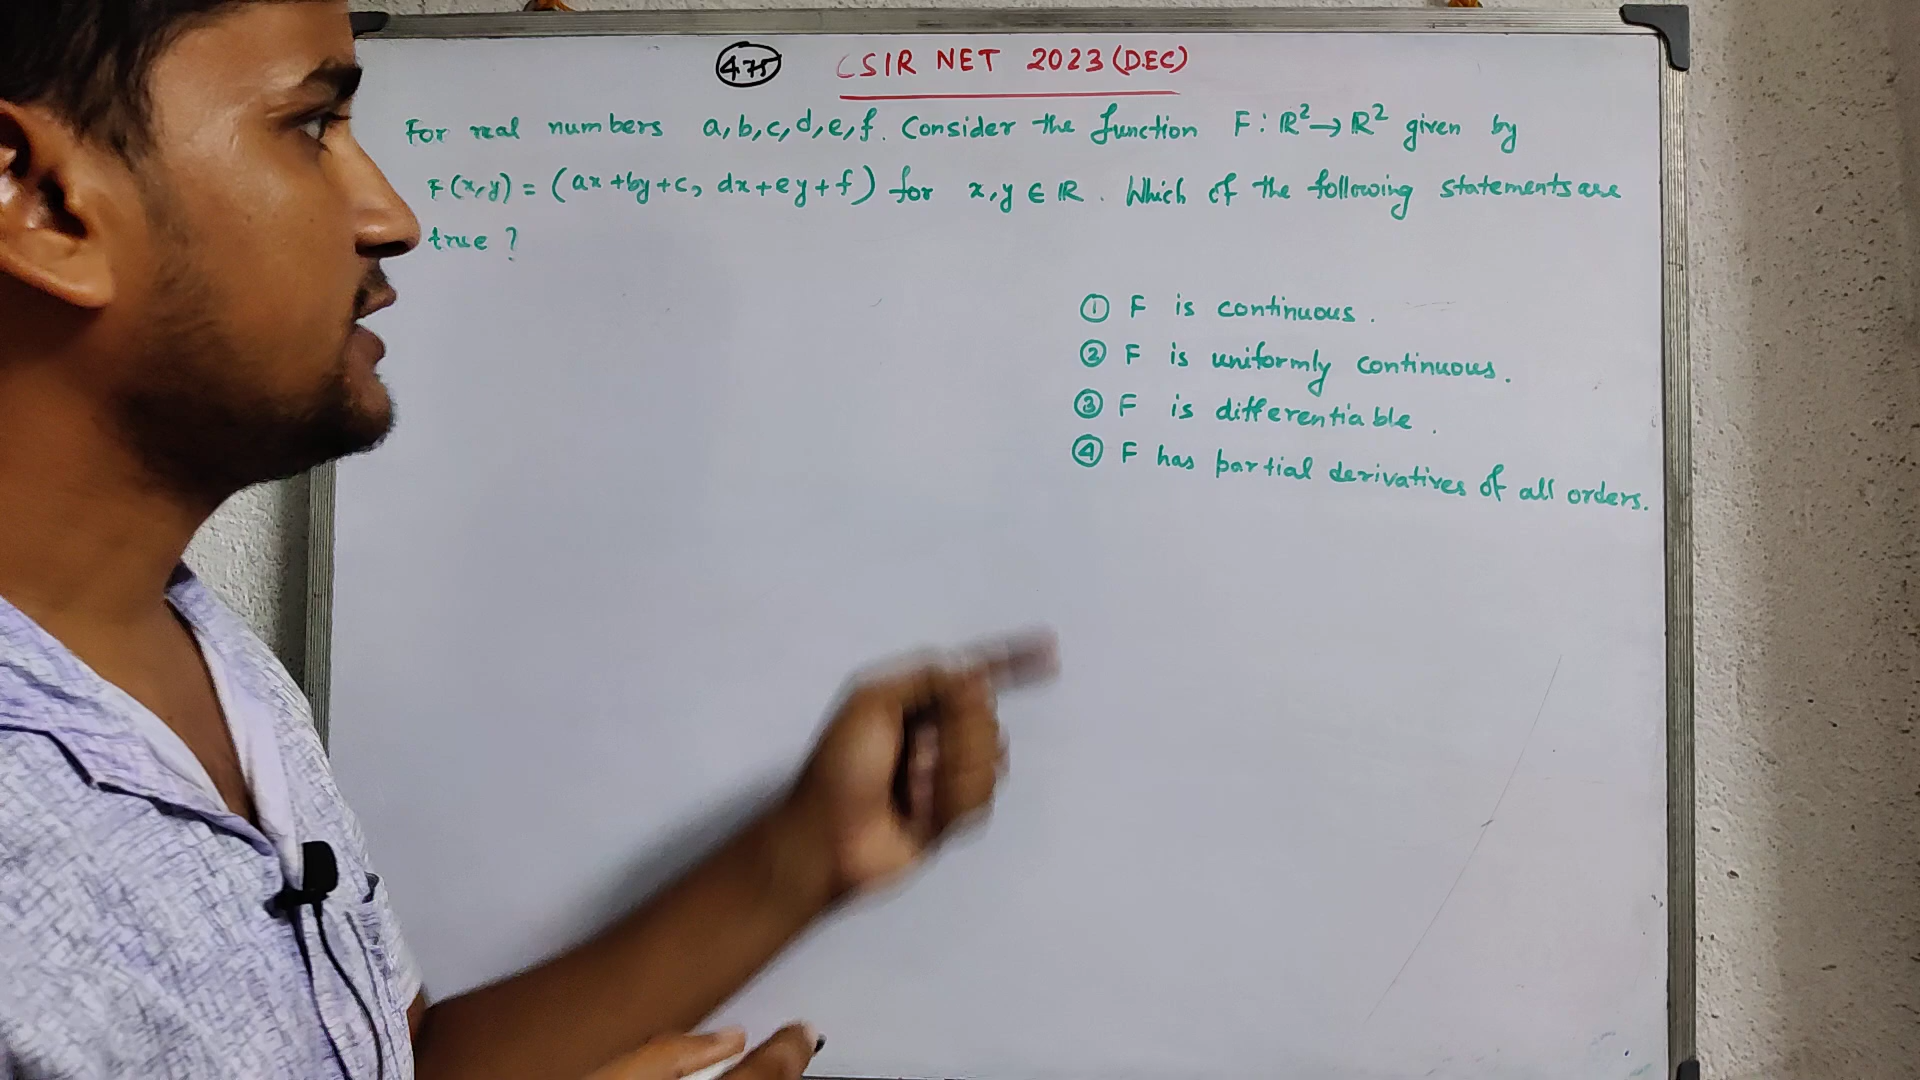 475 CSIR NET 2023 (DEC)
For real numbers a, b, c, d, e, f. Consider the function F : ℝ² → ℝ² given by
F(x,y) = (ax + by + c, dx + ey + f) for x, y ∈ ℝ. Which of the following statements are
true ?
① F is continuous.
② F is uniformly continuous.
③ F is differentiable.
④ F has partial derivatives of all orders.